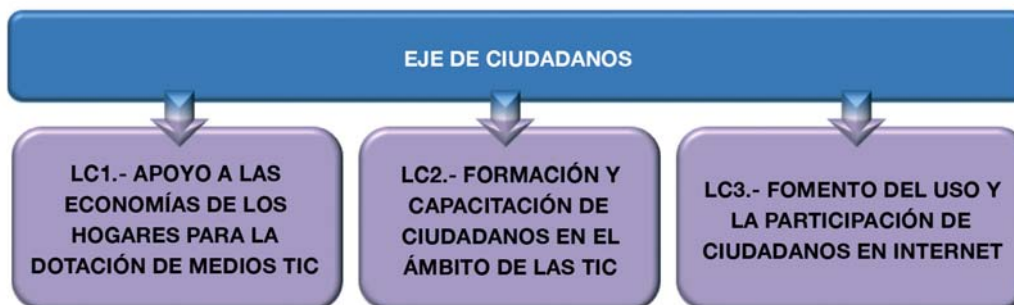 EJE DE CIUDADANOS
LC1.- APOYO A LAS
ECONOMÍAS DE LOS
HOGARES PARA LA
DOTACIÓN DE MEDIOS TIC
LC2.- FORMACIÓN Y
CAPACITACIÓN DE
CIUDADANOS EN EL
ÁMBITO DE LAS TIC
LC3.- FOMENTO DEL USO Y
LA PARTICIPACIÓN DE
CIUDADANOS EN INTERNET